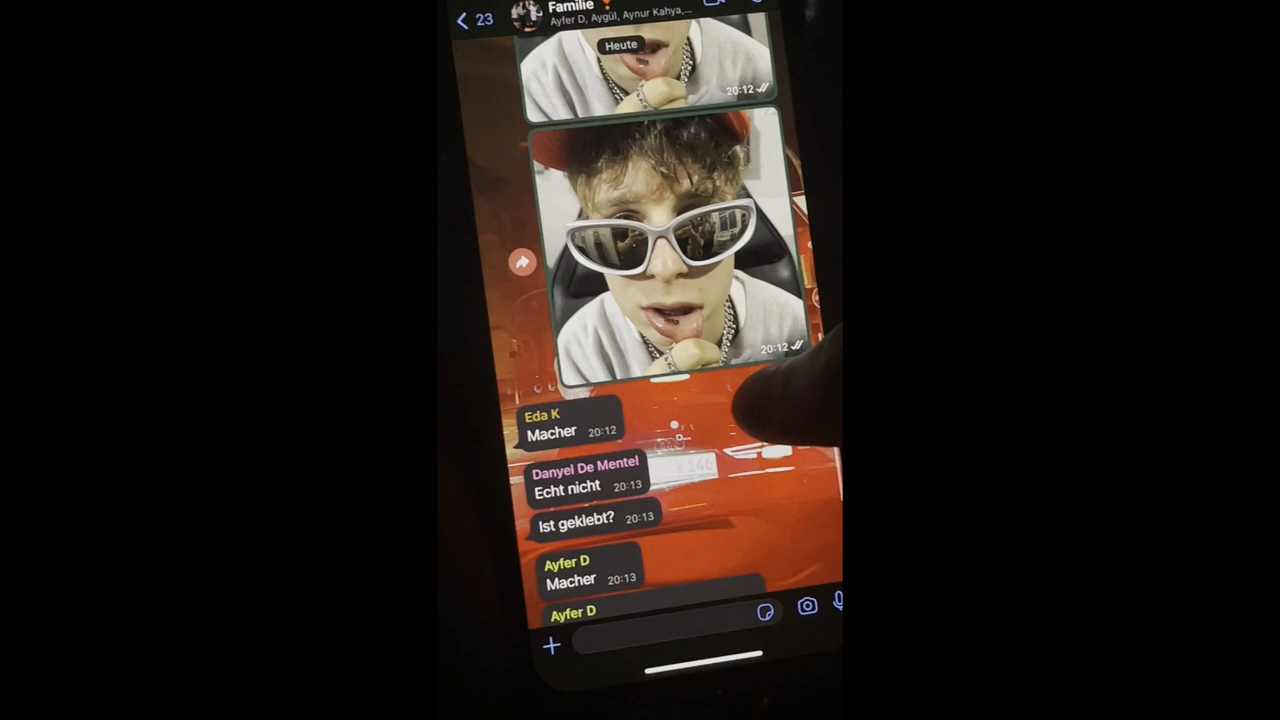 23
Familie
Ayfer D, Aygül, Aynur Kahya,...
Heute
20:12
20:12
Eda K
Macher 20:12
Danyel De Mentel
Echt nicht 20:13
Ist geklebt? 20:13
Ayfer D
Macher 20:13
Ayfer D